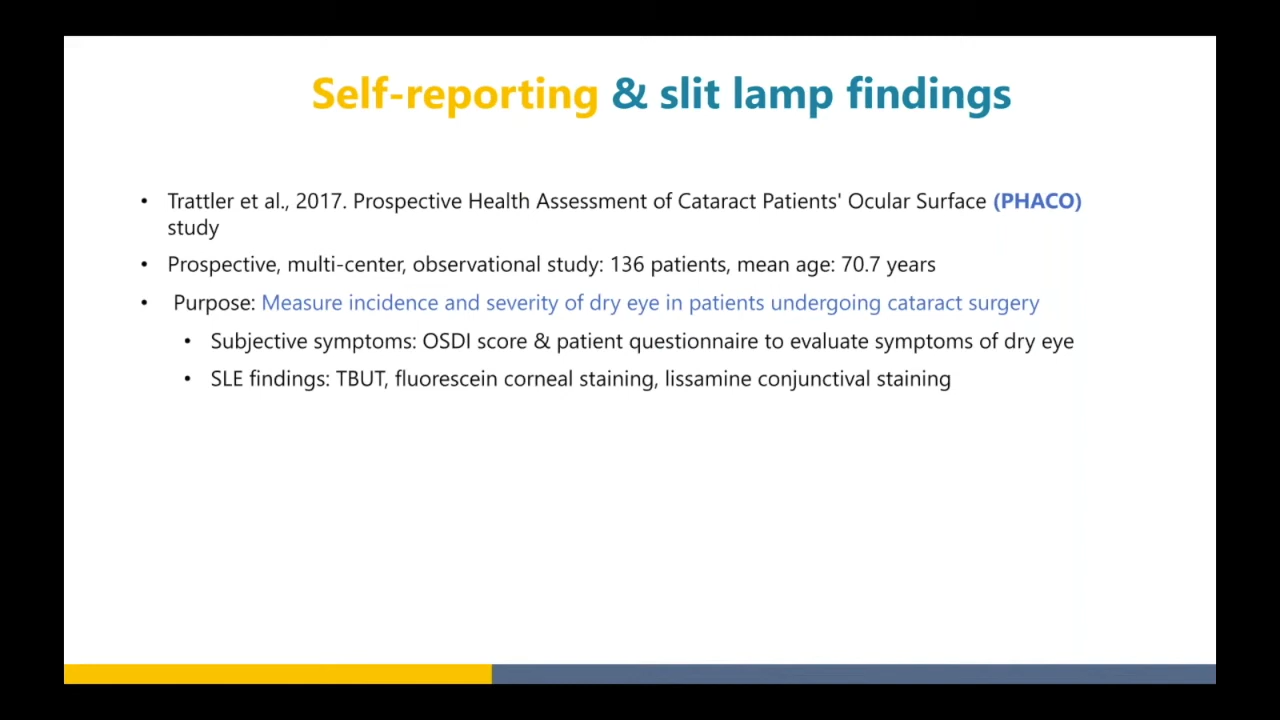 Self-reporting & slit lamp findings
• Trattler et al., 2017. Prospective Health Assessment of Cataract Patients' Ocular Surface (PHACO)
study
• Prospective, multi-center, observational study: 136 patients, mean age: 70.7 years
• Purpose: Measure incidence and severity of dry eye in patients undergoing cataract surgery
• Subjective symptoms: OSDI score & patient questionnaire to evaluate symptoms of dry eye
• SLE findings: TBUT, fluorescein corneal staining, lissamine conjunctival staining